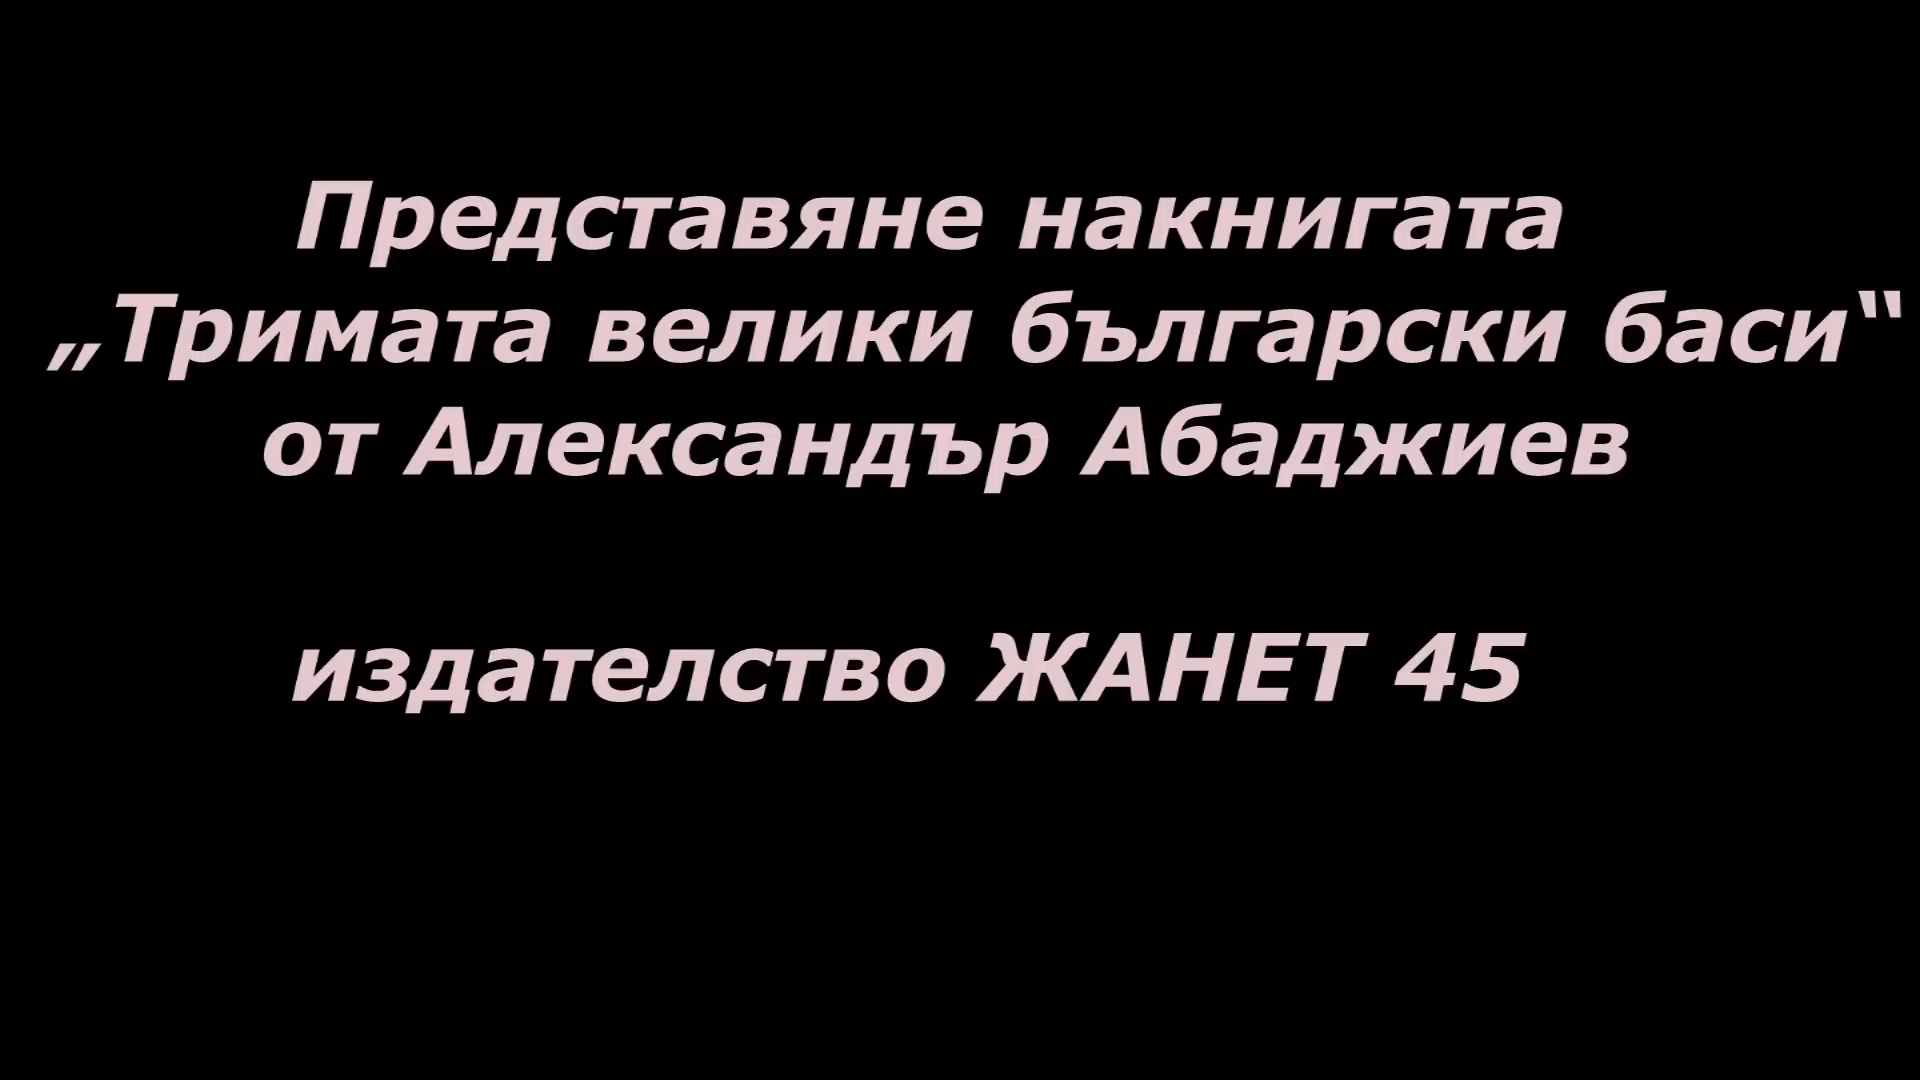 Представяне накнигата
„Тримата велики български баси“
от Александър Абаджиев
издателство ЖАНЕТ 45